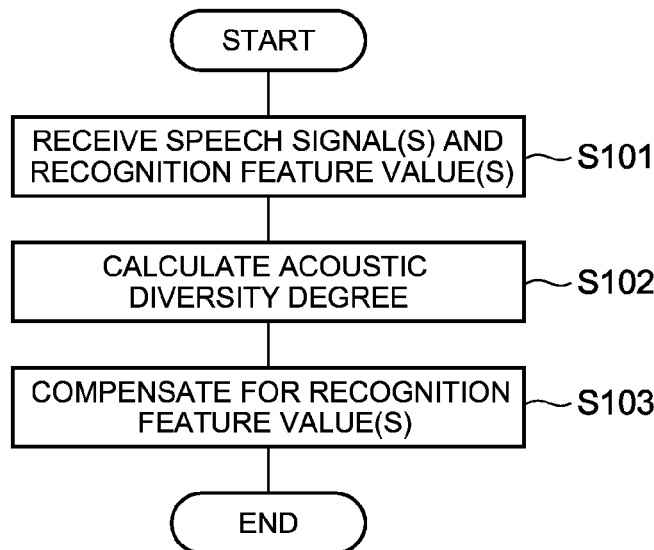 START
RECEIVE SPEECH SIGNAL(S) AND
RECOGNITION FEATURE VALUE(S)
S101
CALCULATE ACOUSTIC
DIVERSITY DEGREE
S102
COMPENSATE FOR RECOGNITION
FEATURE VALUE(S)
S103
END